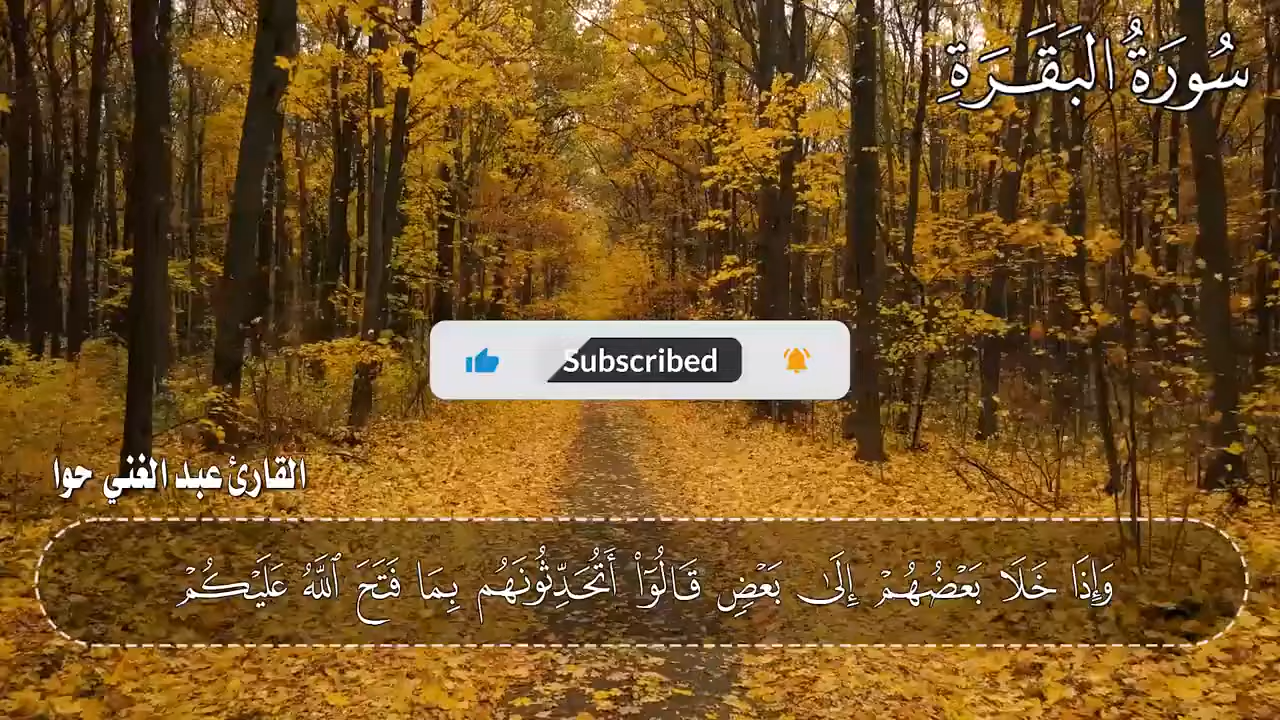 سُورَةُ البَقَرَةِ
Subscribed
القارئ عبد الغني حوا
وَإِذَا خَلَا بَعْضُهُمْ إِلَىٰ بَعْضٍ قَالُوٓا۟ أَتُحَدِّثُونَهُم بِمَا فَتَحَ ٱللَّهُ عَلَيْكُمْ